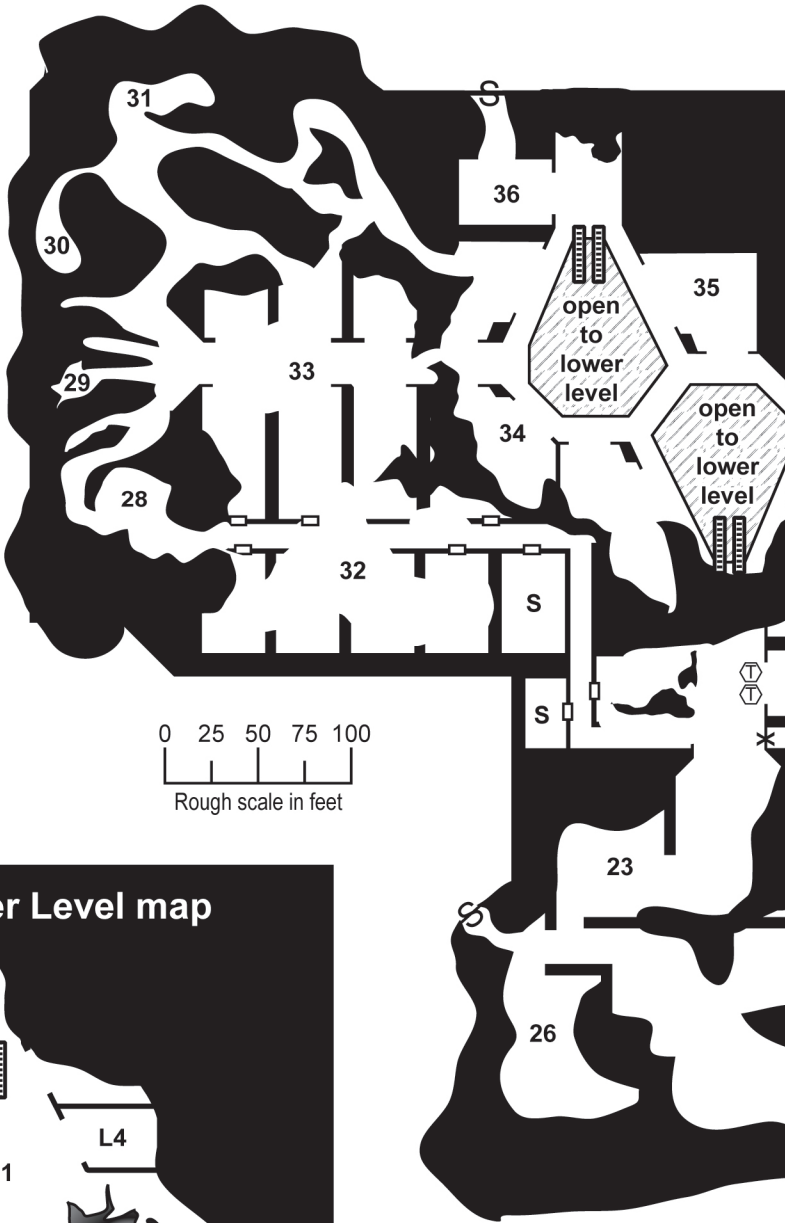 31
S
36
30
35
open
to
lower
level
33
29
open
to
lower
level
34
28
32
S
T
T
S
0 25 50 75 100
Rough scale in feet
23
er Level map
S
26
L4
1